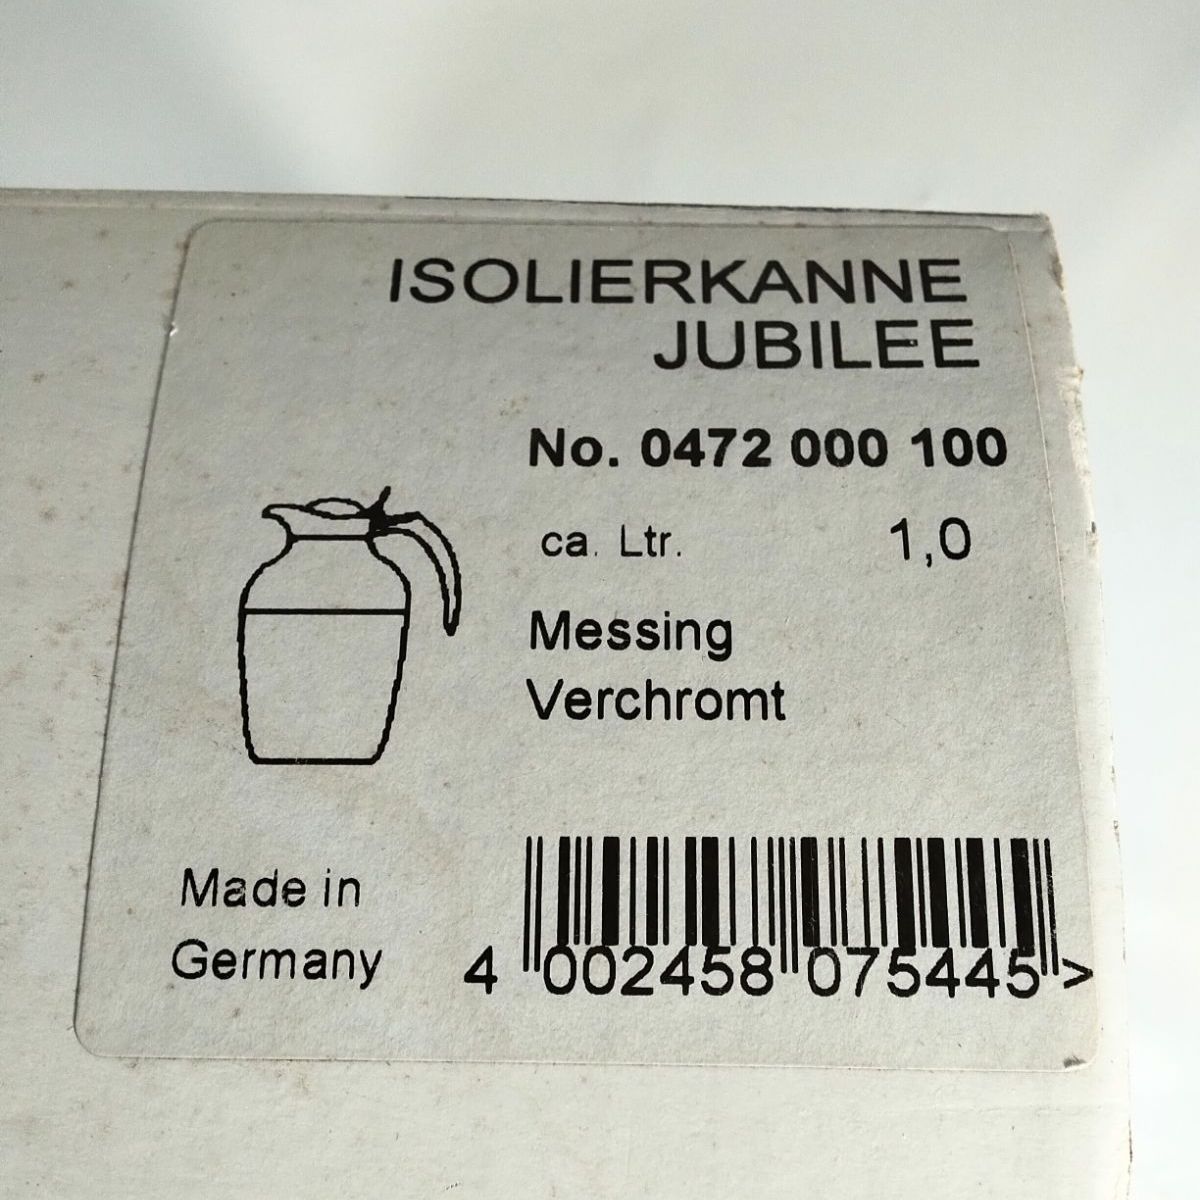 ISOLIERKANNE
JUBILEE
No. 0472 000 100
ca. Ltr. 1,0
Messing
Verchromt
Made in
Germany
4 002458 075445 >